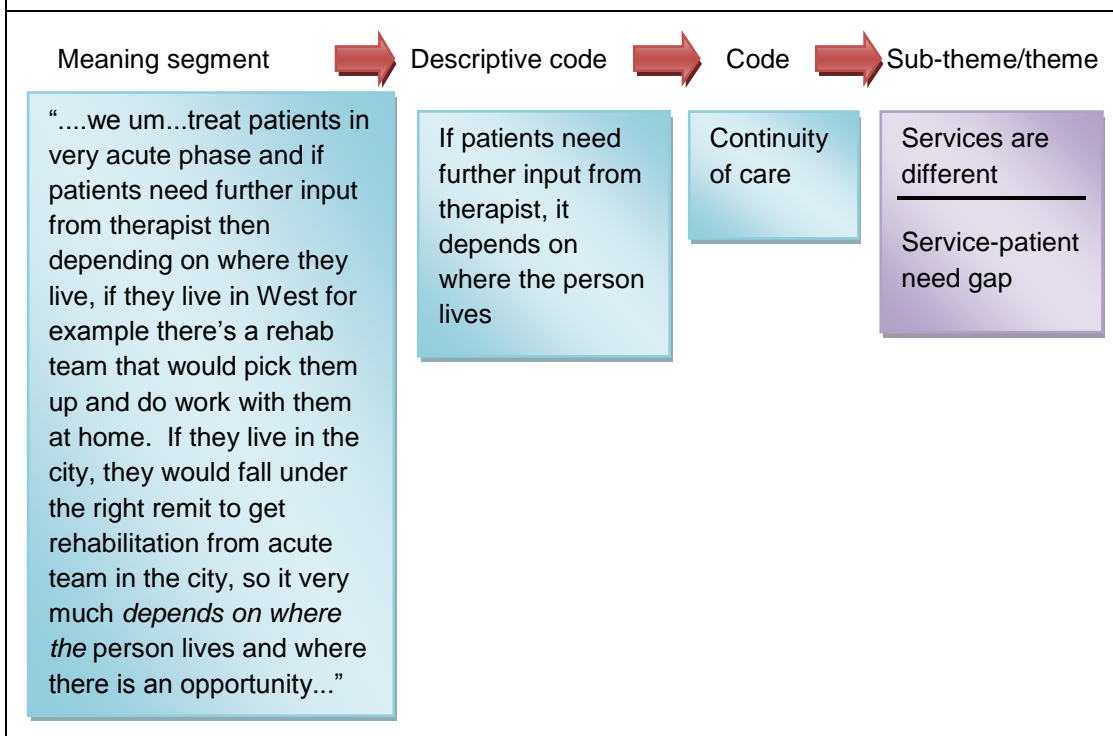 Meaning segment Descriptive code Code Sub-theme/theme
“....we um...treat patients in
very acute phase and if
patients need further input
from therapist then
depending on where they
live, if they live in West for
example there’s a rehab
team that would pick them
up and do work with them
at home.  If they live in the
city, they would fall under
the right remit to get
rehabilitation from acute
team in the city, so it very
much depends on where
the person lives and where
there is an opportunity...”
If patients need
further input from
therapist, it
depends on
where the person
lives
Continuity
of care
Services are
different
Service-patient
need gap